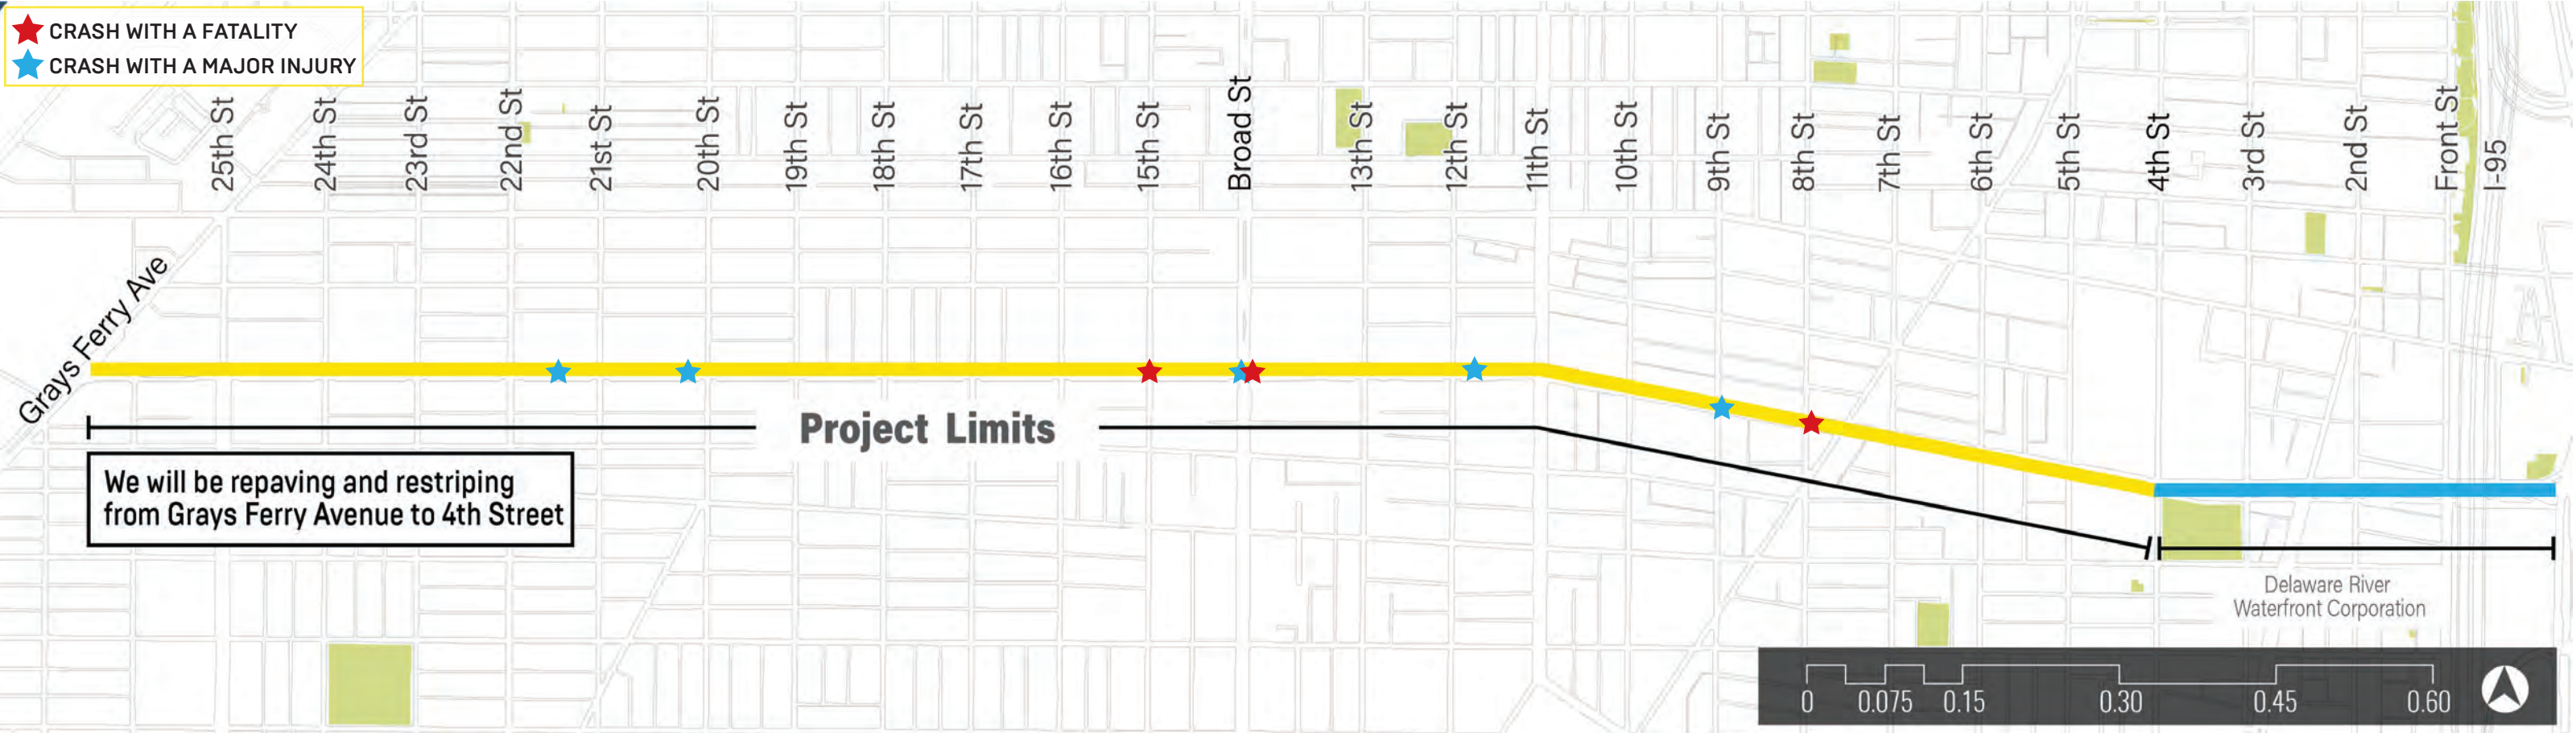 CRASH WITH A FATALITY
CRASH WITH A MAJOR INJURY
25th St
24th St
23rd St
22nd St
21st St
20th St
19th St
18th St
17th St
16th St
15th St
Broad St
13th St
12th St
11th St
10th St
9th St
8th St
7th St
6th St
5th St
4th St
3rd St
2nd St
Front St
I-95
Grays Ferry Ave
Project Limits
We will be repaving and restriping
from Grays Ferry Avenue to 4th Street
Delaware River
Waterfront Corporation
0 0.075 0.15 0.30 0.45 0.60